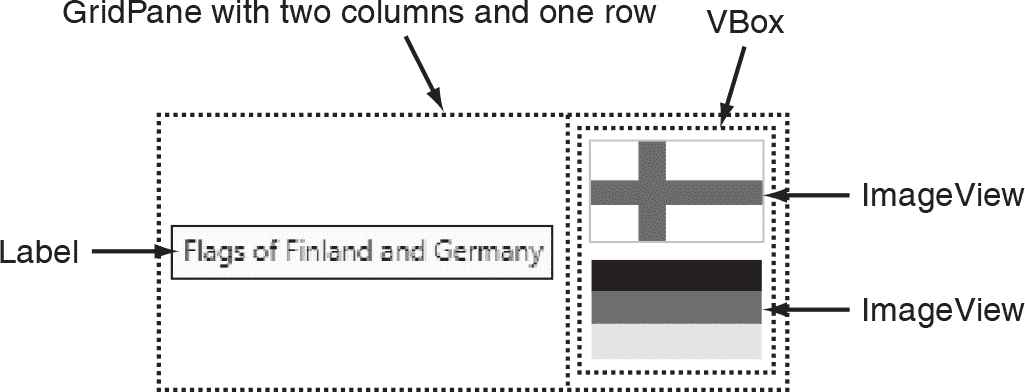 GridPane with two columns and one row
VBox
ImageView
Label
Flags of Finland and Germany
ImageView